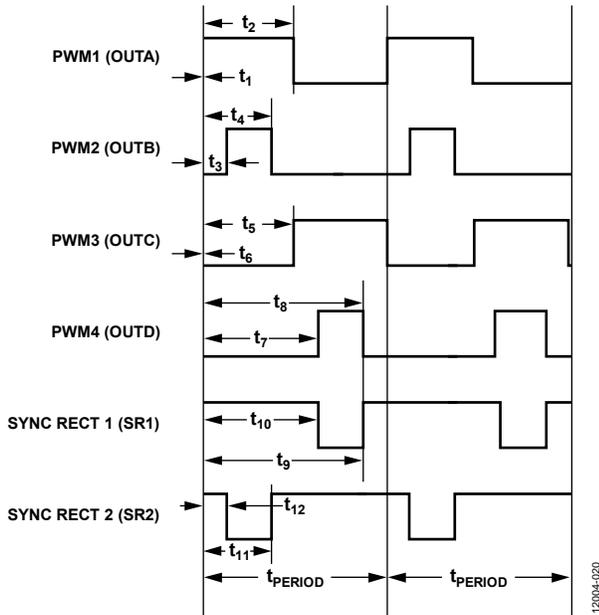 t2
PWM1 (OUTA)
t1
t4
PWM2 (OUTB)
t3
t5
PWM3 (OUTC)
t6
t8
PWM4 (OUTD)
t7
SYNC RECT 1 (SR1)
t10
t9
SYNC RECT 2 (SR2)
t12
t11
tPERIOD tPERIOD
12004-020